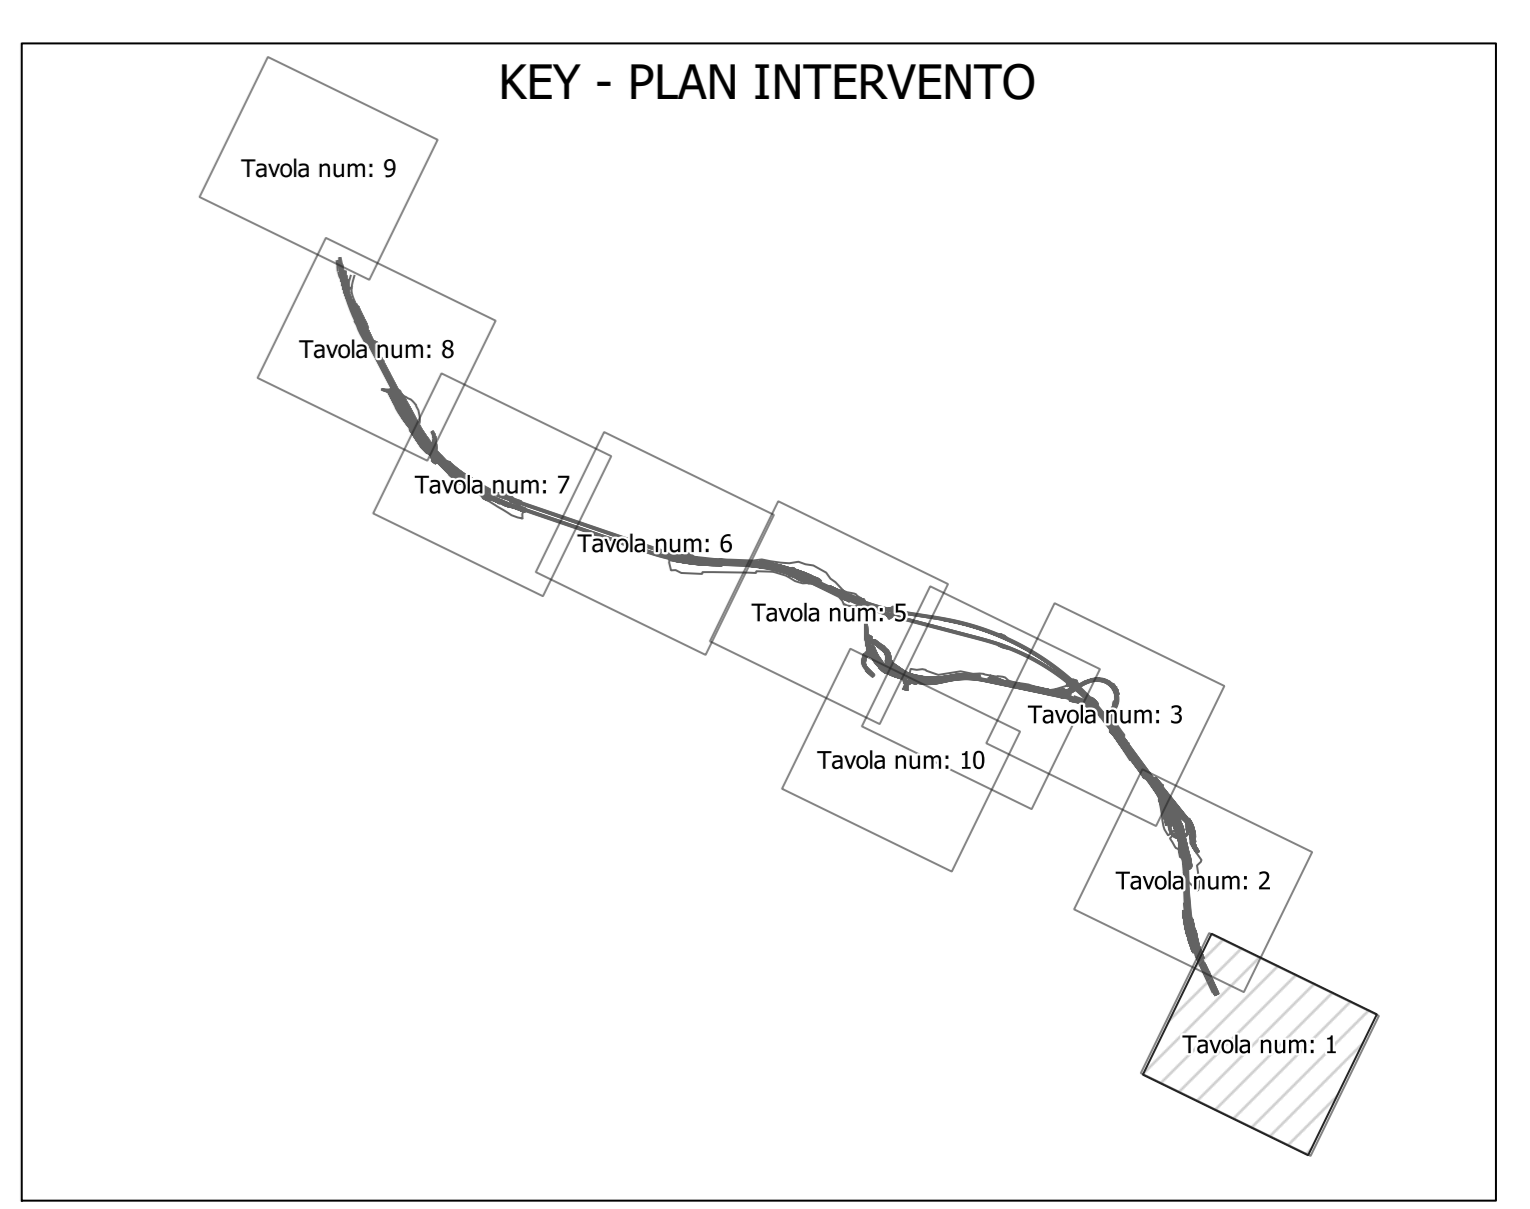 KEY - PLAN INTERVENTO
Tavola num: 9
Tavola num: 8
Tavola num: 7
Tavola num: 6
Tavola num: 5
Tavola num: 3
Tavola num: 10
Tavola num: 2
Tavola num: 1